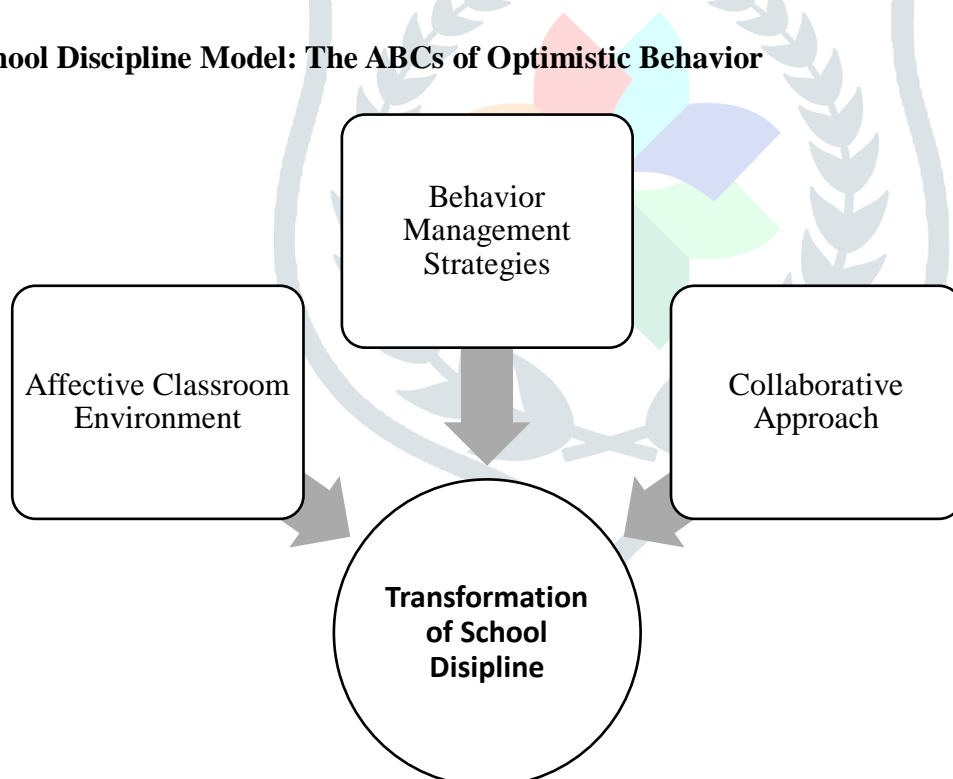 hool Discipline Model: The ABCs of Optimistic Behavior
Behavior
Management
Strategies
Affective Classroom
Environment
Collaborative
Approach
Transformation
of School
Disipline